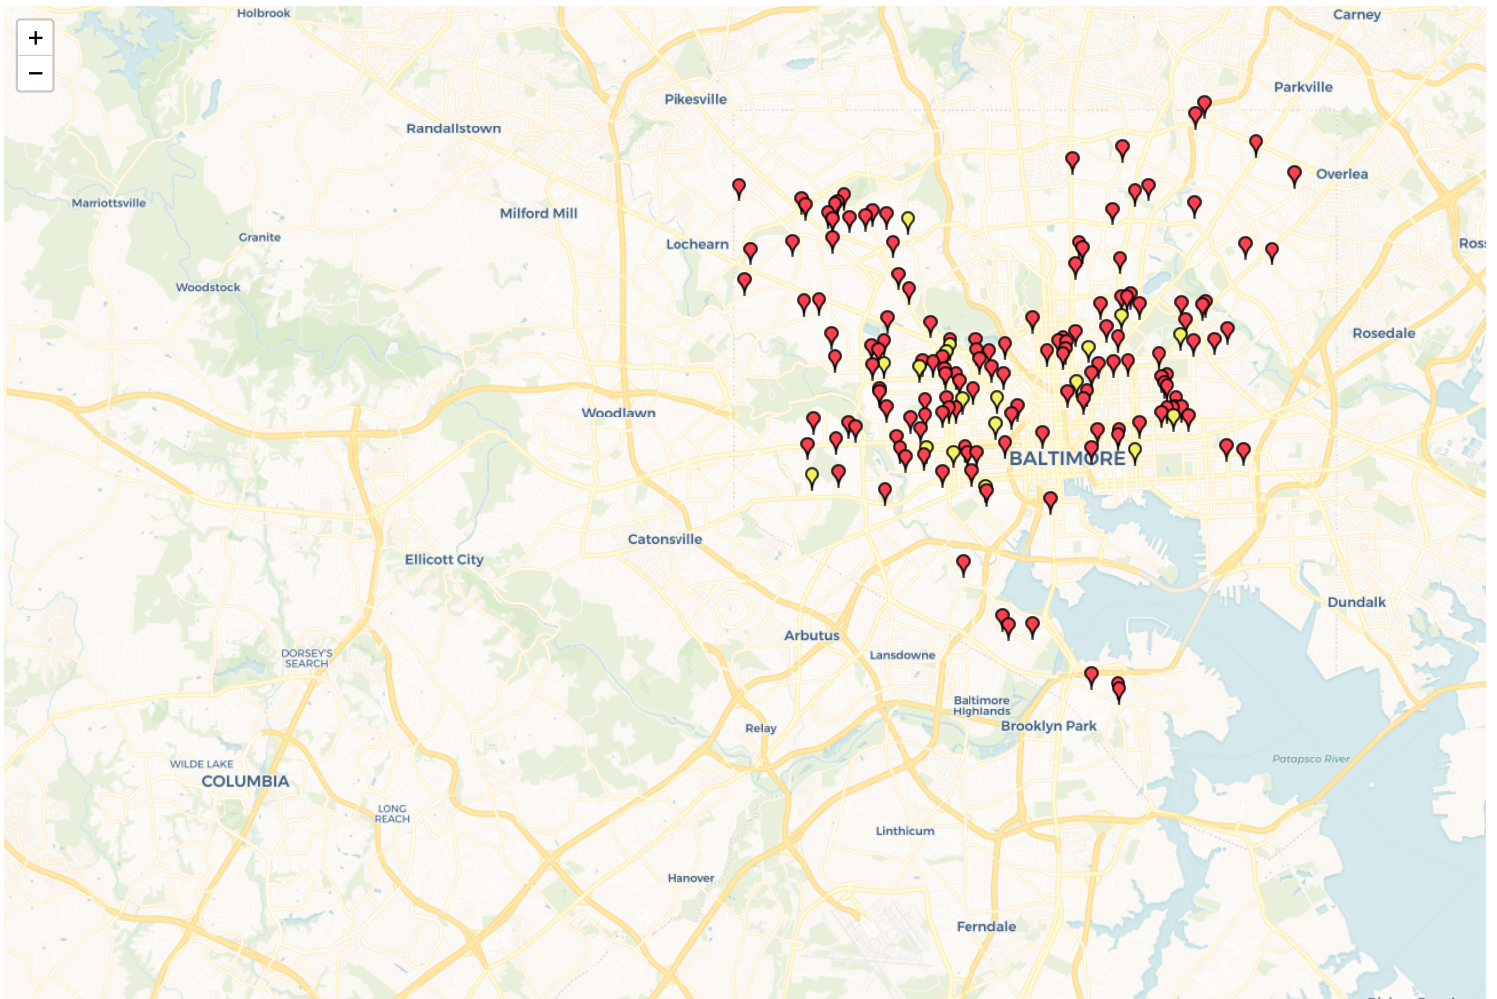 Holbrook
Carney
+
−
Pikesville
Parkville
Randallstown
Overlea
Marriottsville
Milford Mill
Granite
Lochearn
Woodstock
Rosedale
Woodlawn
BALTIMORE
Catonsville
Ellicott City
Dundalk
Arbutus
DORSEY'S
SEARCH
Lansdowne
Baltimore
Highlands
Brooklyn Park
Relay
Patapsco River
WILDE LAKE
COLUMBIA
LONG
REACH
Linthicum
Hanover
Ferndale